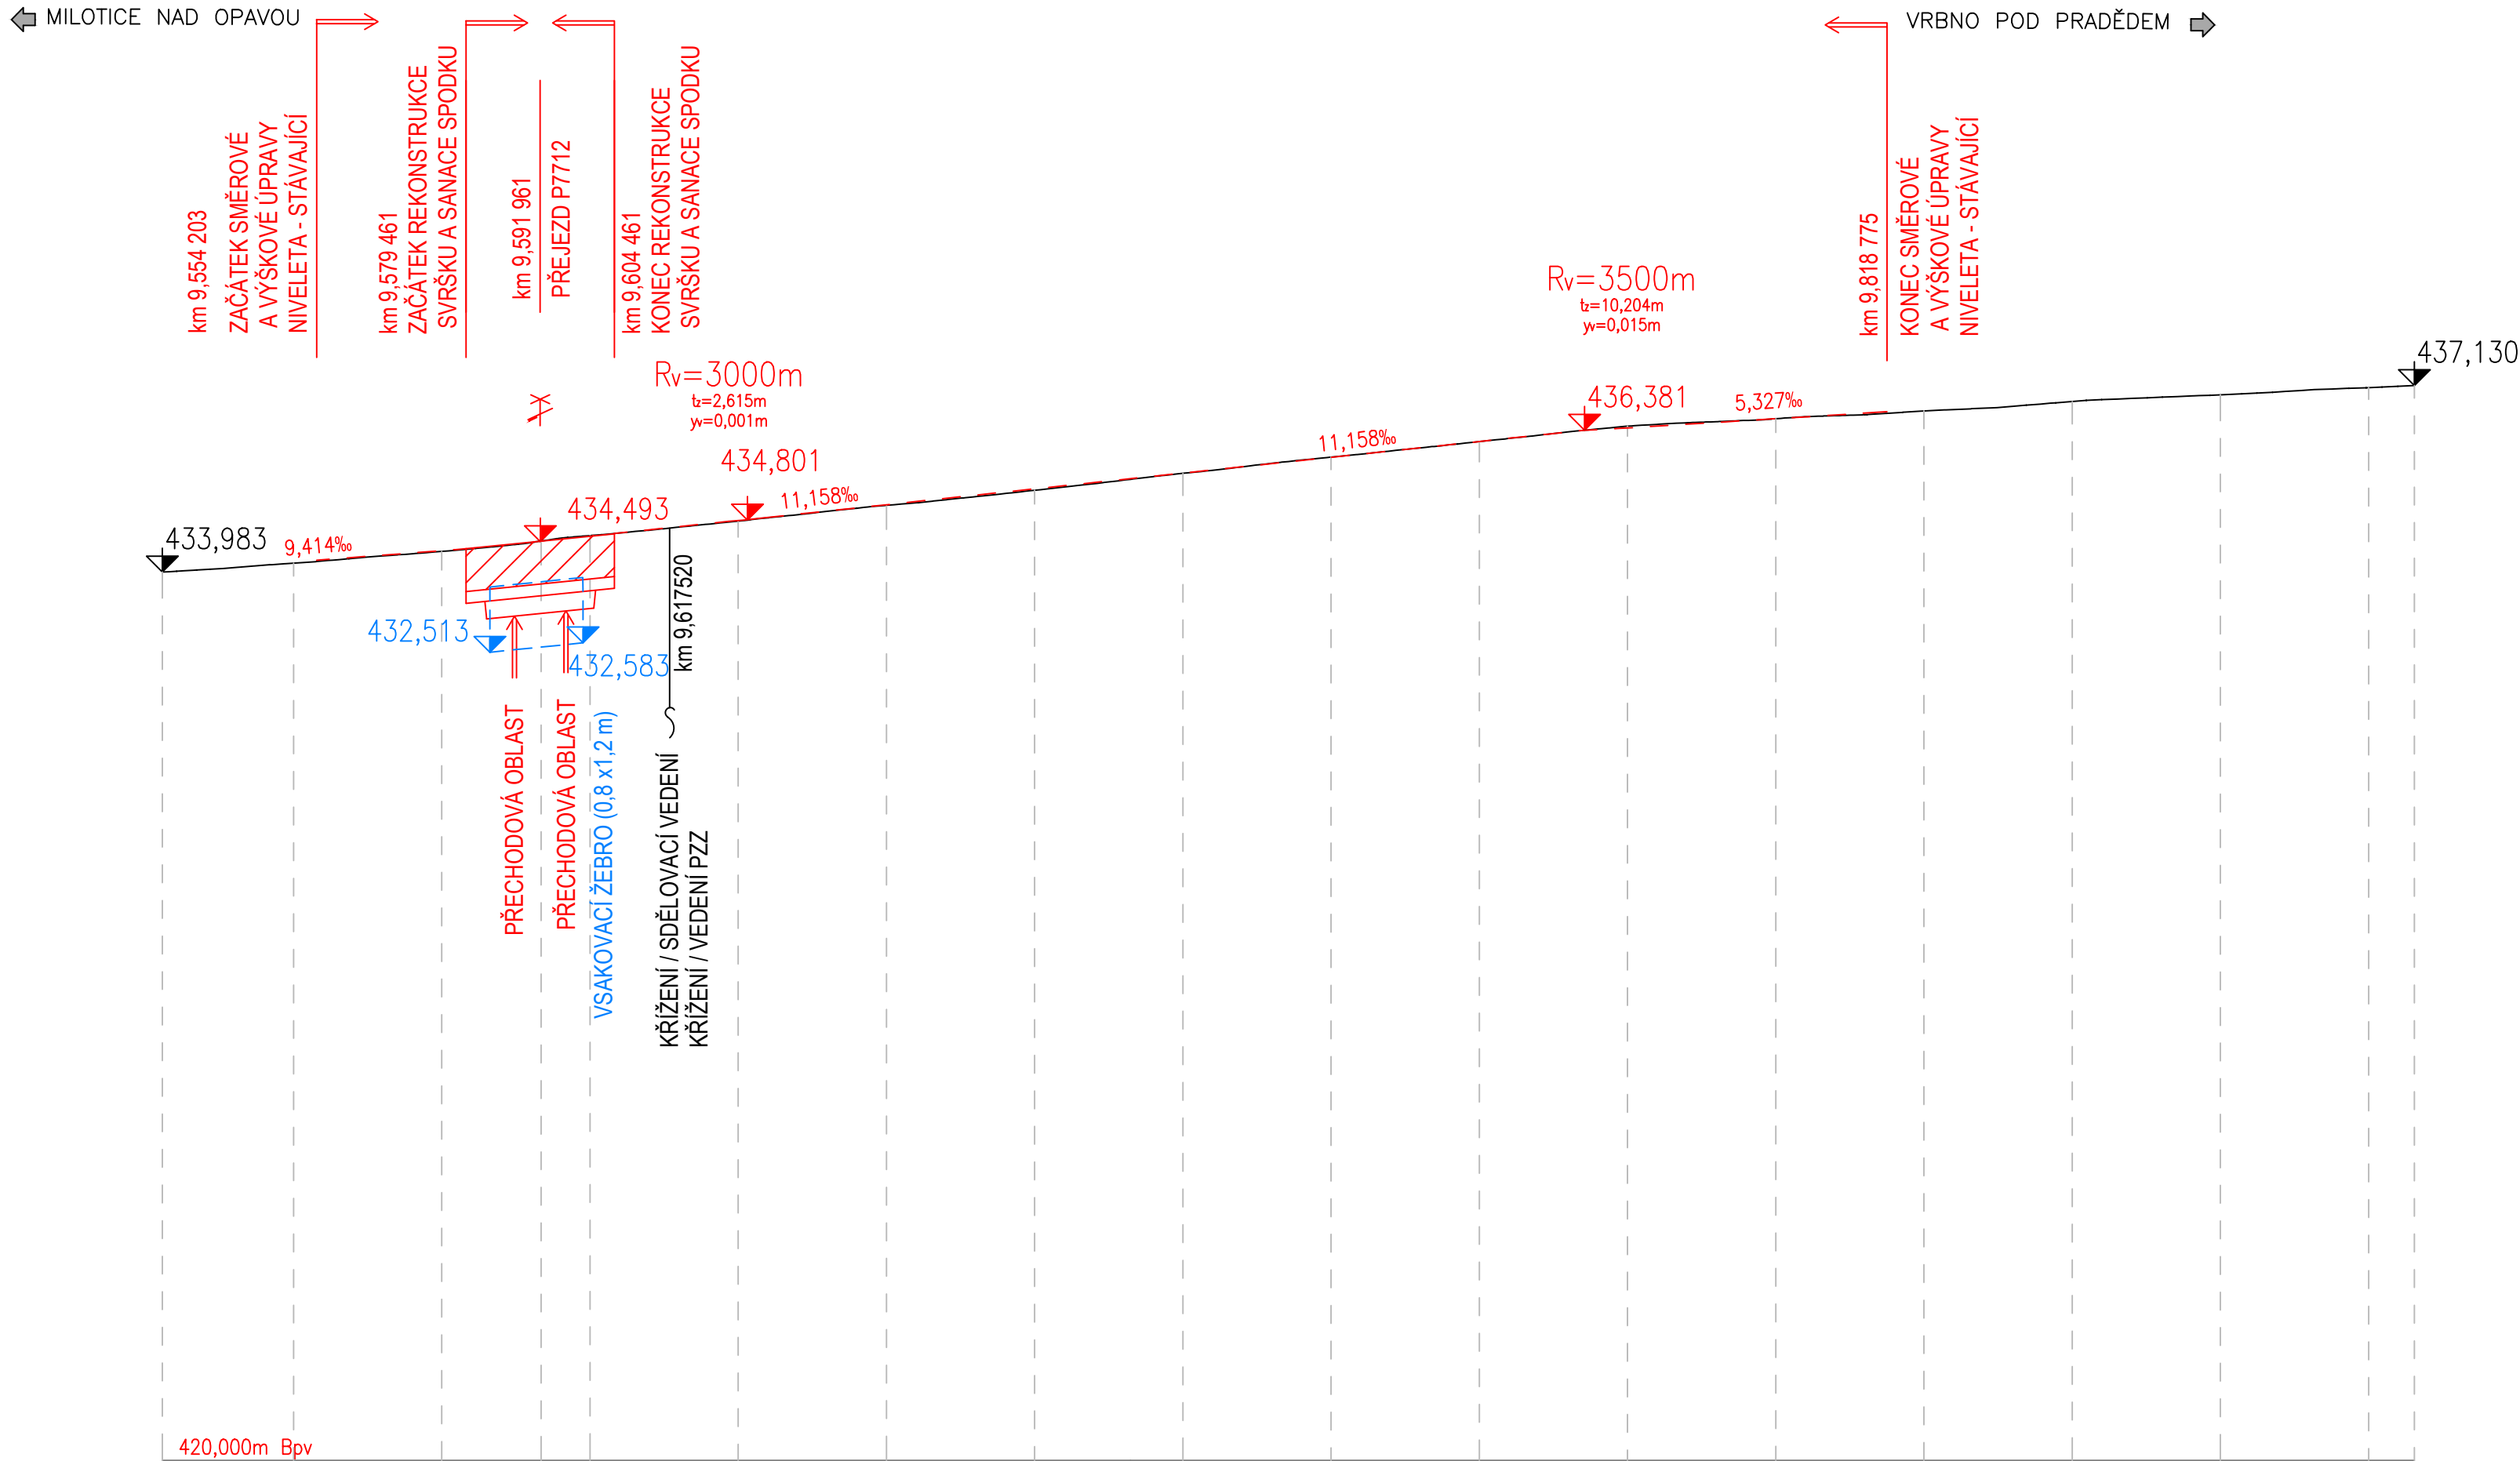 MILOTICE NAD OPAVOU
VRBNO POD PRADĚDEM
km 9,554 203
ZAČÁTEK SMĚROVÉ
A VÝŠKOVÉ ÚPRAVY
NIVELETA - STÁVAJÍCÍ
km 9,579 461
ZAČÁTEK REKONSTRUKCE
SVRŠKU A SANACE SPODKU
km 9,591 961
PŘEJEZD P7712
km 9,604 461
KONEC REKONSTRUKCE
SVRŠKU A SANACE SPODKU
km 9,818 775
KONEC SMĚROVÉ
A VÝŠKOVÉ ÚPRAVY
NIVELETA - STÁVAJÍCÍ
Rv=3500m
tz=10,204m
yv=0,015m
Rv=3000m
tz=2,615m
yv=0,001m
437,130
436,381
5,327‰
11,158‰
434,801
11,158‰
434,493
433,983
9,414‰
432,513
432,583
km 9,617520
PŘECHODOVÁ OBLAST
PŘECHODOVÁ OBLAST
VSAKOVACÍ ŽEBRO (0,8 x1,2 m)
KŘÍŽENÍ / SDĚLOVACÍ VEDENÍ
KŘÍŽENÍ / VEDENÍ PZZ
420,000m Bpv